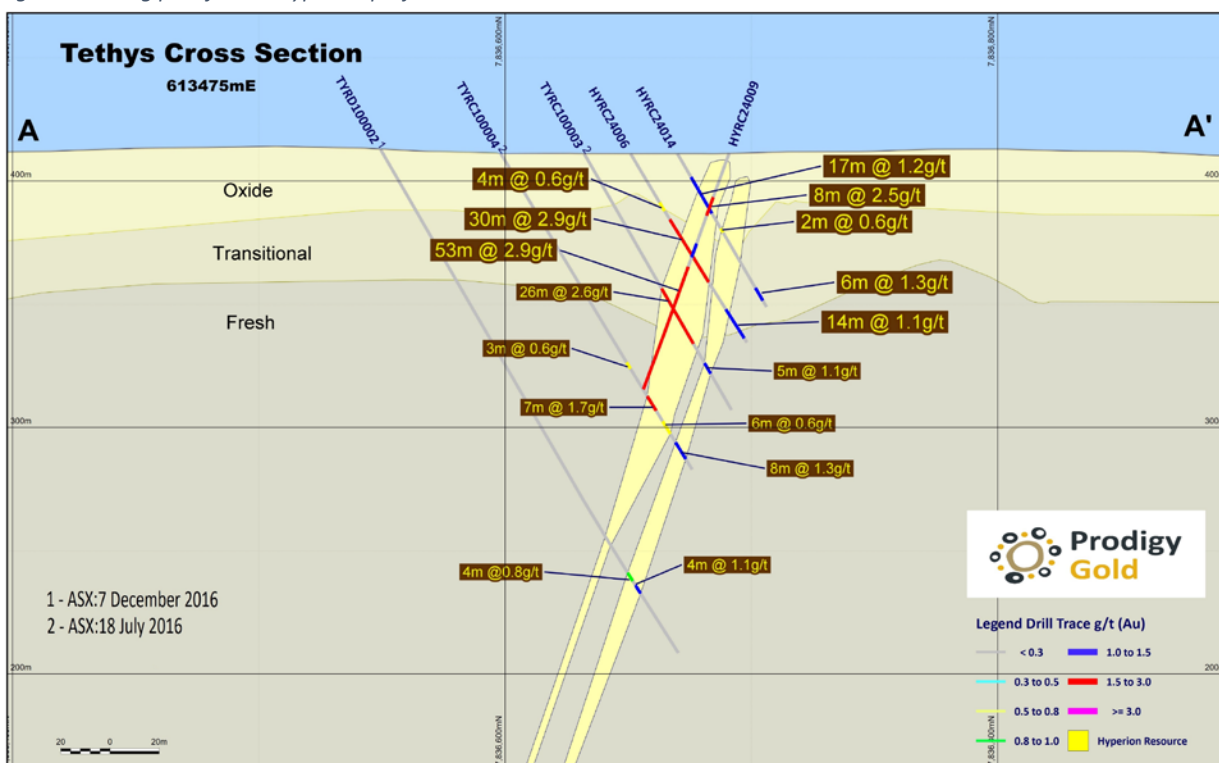 Tethys Cross Section
613475mE
7,836,600mN
7,836,800mN
TYRD100002 1
TYRC100004 2
TYRC100003 2
HYRC24006
HYRC24014
HYRC24009
A
A'
400m
400
Oxide
Transitional
Fresh
4m @ 0.6g/t
17m @ 1.2g/t
8m @ 2.5g/t
30m @ 2.9g/t
2m @ 0.6g/t
53m @ 2.9g/t
26m @ 2.6g/t
6m @ 1.3g/t
14m @ 1.1g/t
3m @ 0.6g/t
5m @ 1.1g/t
7m @ 1.7g/t
6m @ 0.6g/t
300m
300
8m @ 1.3g/t
4m @0.8g/t
4m @ 1.1g/t
1 - ASX:7 December 2016
2 - ASX:18 July 2016
Prodigy
Gold
Legend Drill Trace g/t (Au)
< 0.3
1.0 to 1.5
0.3 to 0.5
1.5 to 3.0
0.5 to 0.8
>= 3.0
0.8 to 1.0
Hyperion Resource
200m
20 0 20m
7,836,600mN